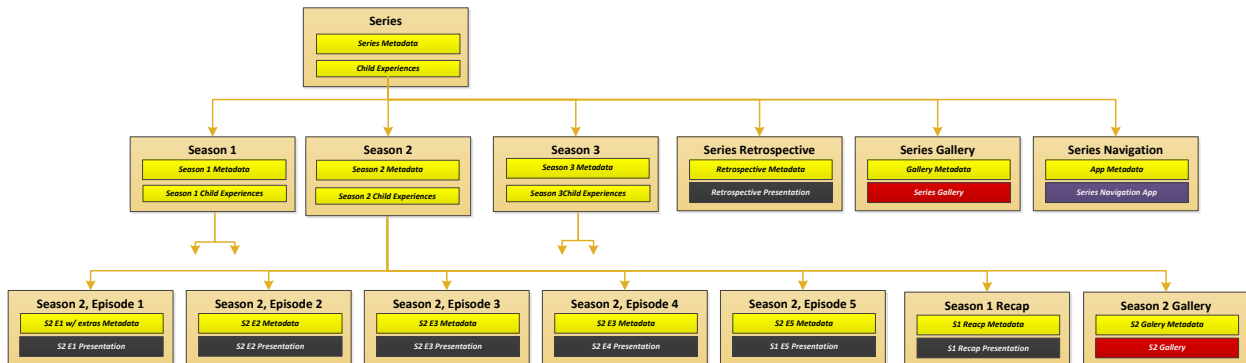 Series
Series Metadata
Child Experiences
Season 1
Season 1 Metadata
Season 1 Child Experiences
Season 2
Season 2 Metadata
Season 2 Child Experiences
Season 3
Season 3 Metadata
Season 3Child Experiences
Series Retrospective
Retrospective Metadata
Retrospective Presentation
Series Gallery
Gallery Metadata
Series Gallery
Series Navigation
App Metadata
Series Navigation App
Season 2, Episode 1
S2 E1 w/ extras Metadata
S2 E1 Presentation
Season 2, Episode 2
S2 E2 Metadata
S2 E2 Presentation
Season 2, Episode 3
S2 E3 Metadata
S2 E3 Presentation
Season 2, Episode 4
S2 E3 Metadata
S2 E4 Presentation
Season 2, Episode 5
S2 E5 Metadata
S1 E5 Presentation
Season 1 Recap
S1 Reacp Metadata
S1 Recap Presentation
Season 2 Gallery
S2 Galery Metadata
S2 Gallery